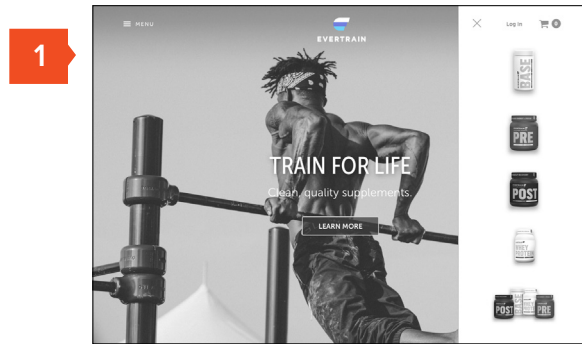 1
MENU
EVERTRAIN
Log in
0
BASE
PRE
TRAIN FOR LIFE
Clean, quality supplements.
POST
LEARN MORE
WHEY
PROTEIN
POST
PRE